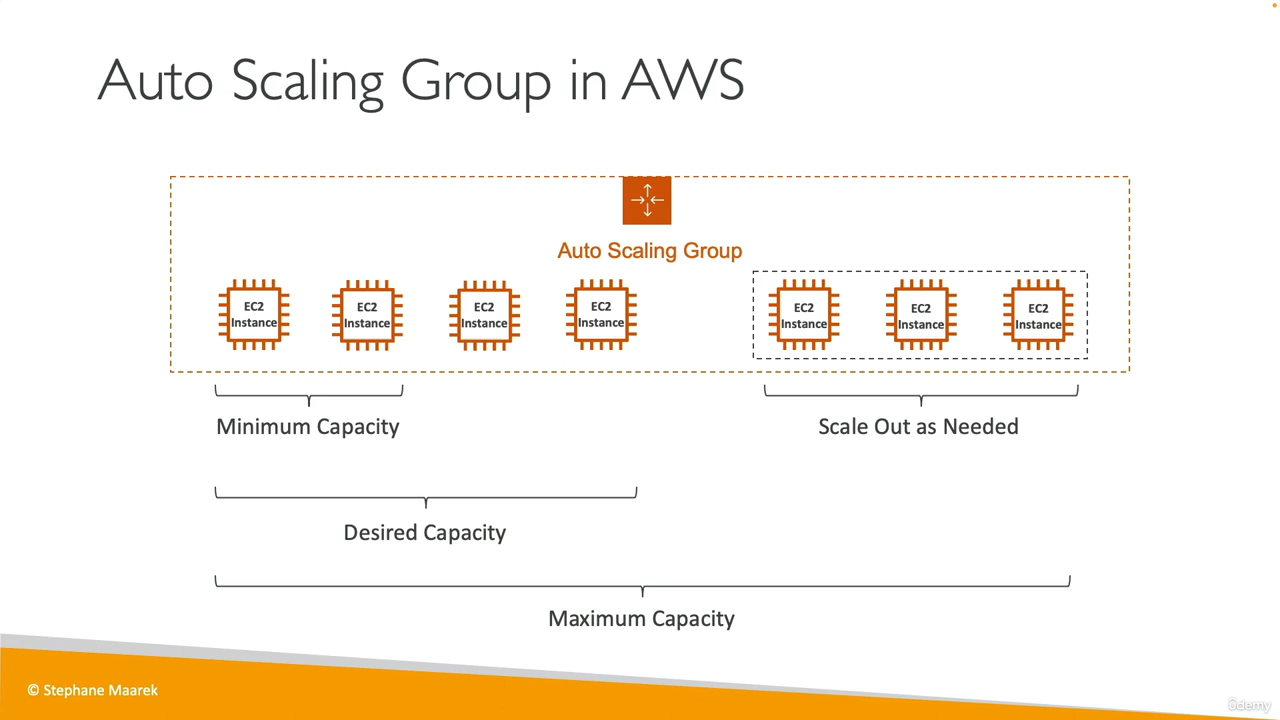 Auto Scaling Group in AWS
Auto Scaling Group
EC2
Instance
EC2
Instance
EC2
Instance
EC2
Instance
EC2
Instance
EC2
Instance
EC2
Instance
Minimum Capacity
Scale Out as Needed
Desired Capacity
Maximum Capacity
© Stephane Maarek
ûdemy